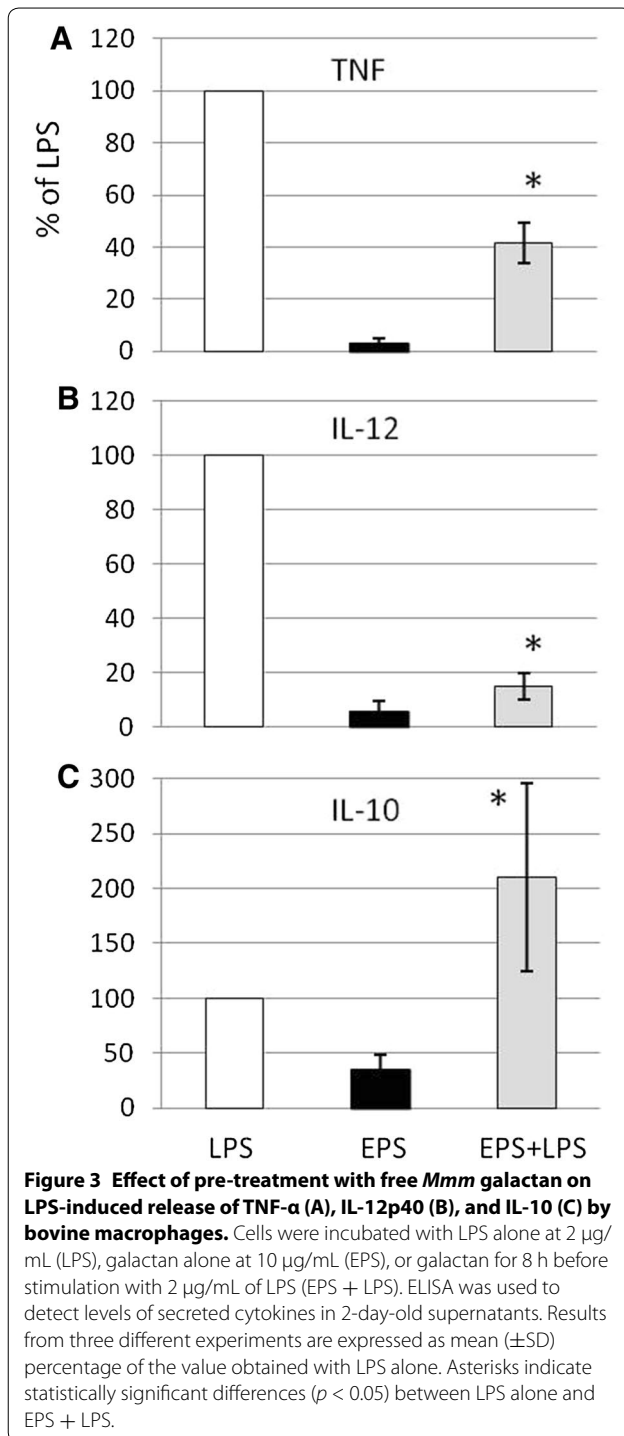 A
TNF
% of LPS
120
100
80
60
40
20
0
*
B
IL-12
120
100
80
60
40
20
0
*
C
IL-10
300
250
200
150
100
50
0
*
LPS EPS EPS+LPS
Figure 3 Effect of pre-treatment with free Mmm galactan on
LPS-induced release of TNF-α (A), IL-12p40 (B), and IL-10 (C) by
bovine macrophages. Cells were incubated with LPS alone at 2 µg/
mL (LPS), galactan alone at 10 µg/mL (EPS), or galactan for 8 h before
stimulation with 2 µg/mL of LPS (EPS + LPS). ELISA was used to
detect levels of secreted cytokines in 2-day-old supernatants. Results
from three different experiments are expressed as mean (±SD)
percentage of the value obtained with LPS alone. Asterisks indicate
statistically significant differences (p < 0.05) between LPS alone and
EPS + LPS.